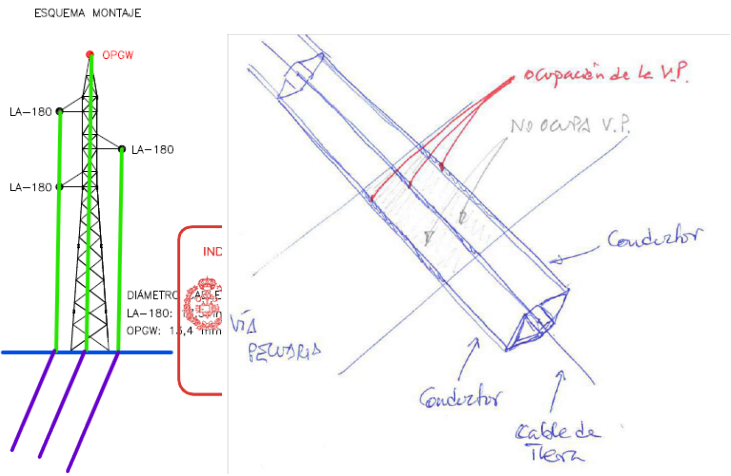 ESQUEMA MONTAJE
OPGW
LA-180
LA-180
LA-180
IND
DIÁMETRO
LA-180:
OPGW: 15,4 mm
ocupación de la V.P.
NO OCUPA V.P.
Conductor
VÍA
PECUARIA
Conductor
Cable de
Tierra